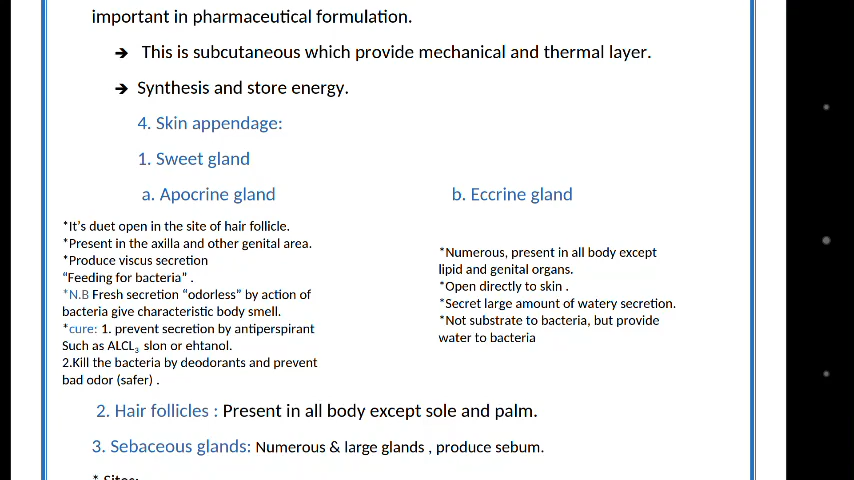 important in pharmaceutical formulation.
➔ This is subcutaneous which provide mechanical and thermal layer.
➔ Synthesis and store energy.
4. Skin appendage:
1. Sweet gland
a. Apocrine gland
*It's duet open in the site of hair follicle.
*Present in the axilla and other genital area.
*Produce viscus secretion
"Feeding for bacteria" .
*N.B Fresh secretion "odorless" by action of
bacteria give characteristic body smell.
*cure: 1. prevent secretion by antiperspirant
Such as ALCL₃ slon or ehtanol.
2.Kill the bacteria by deodorants and prevent
bad odor (safer) .
b. Eccrine gland
*Numerous, present in all body except
lipid and genital organs.
*Open directly to skin .
*Secret large amount of watery secretion.
*Not substrate to bacteria, but provide
water to bacteria
2. Hair follicles : Present in all body except sole and palm.
3. Sebaceous glands: Numerous & large glands , produce sebum.
* Sites: